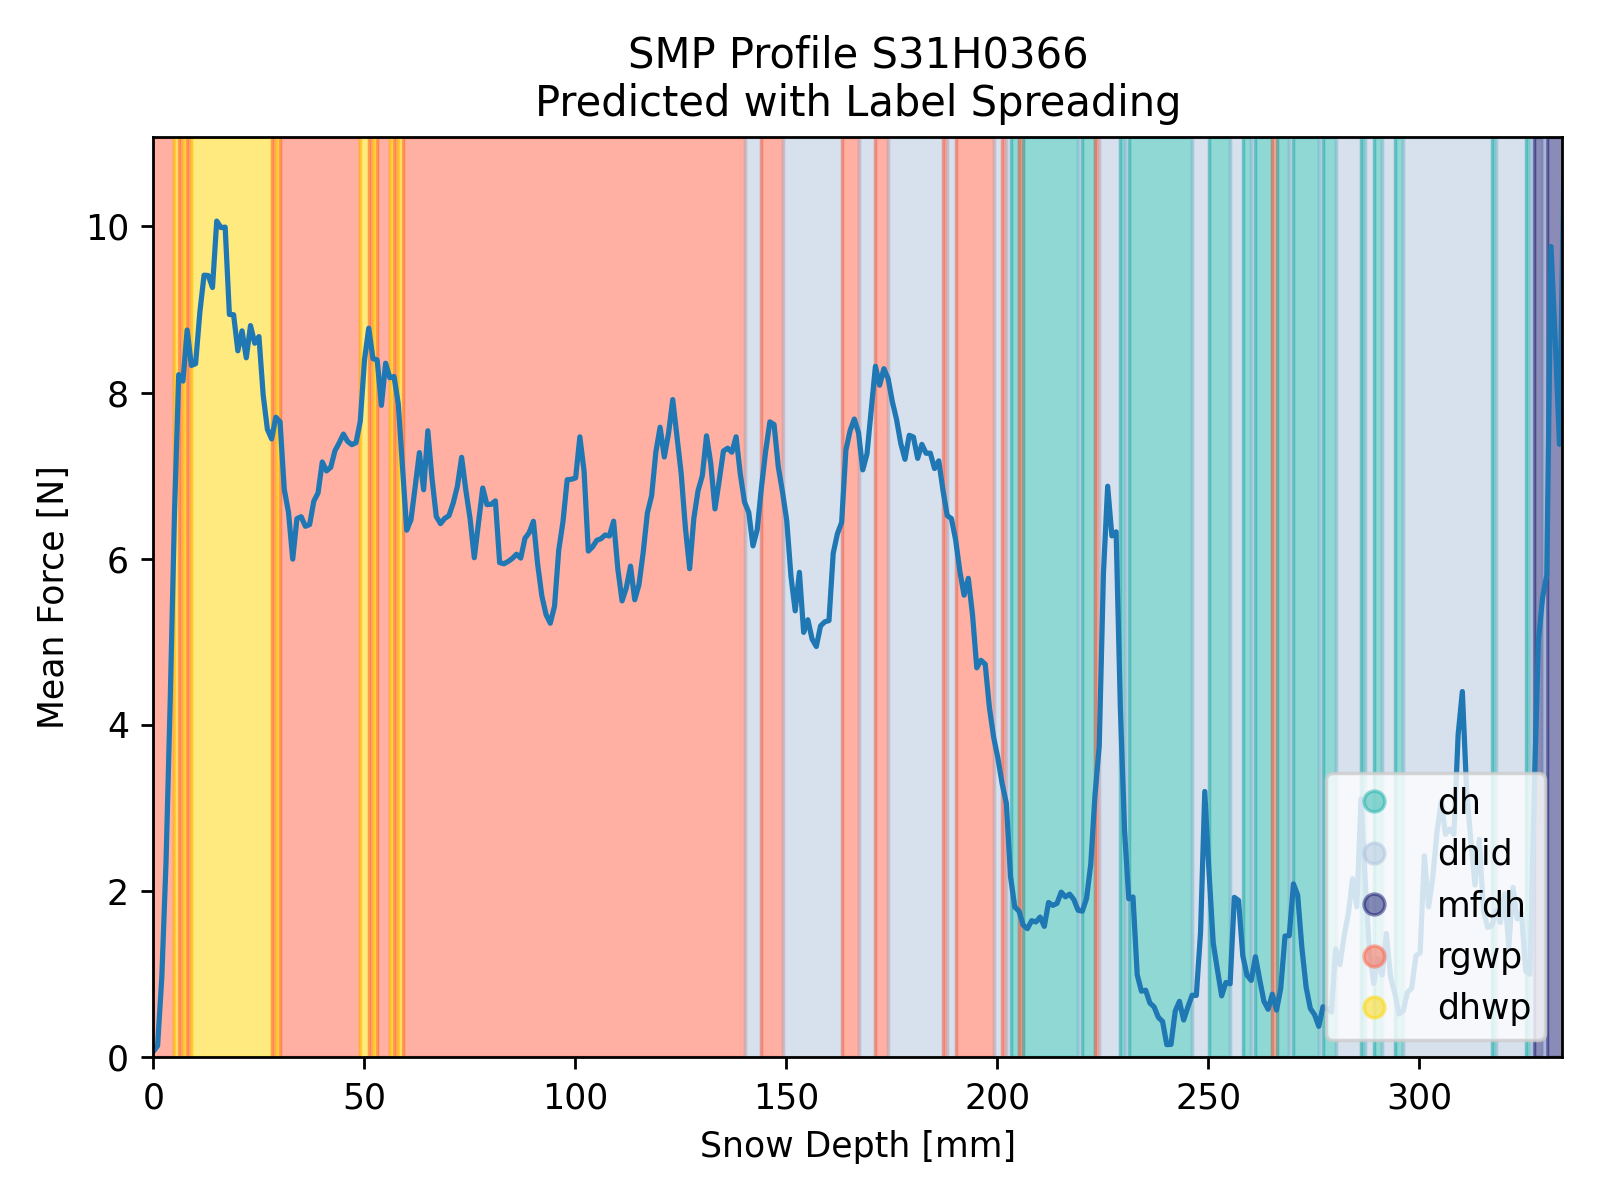 SMP Profile S31H0366
Predicted with Label Spreading
Mean Force [N]
10
8
6
4
2
0
dh
dhid
mfdh
rgwp
dhwp
0 50 100 150 200 250 300
Snow Depth [mm]